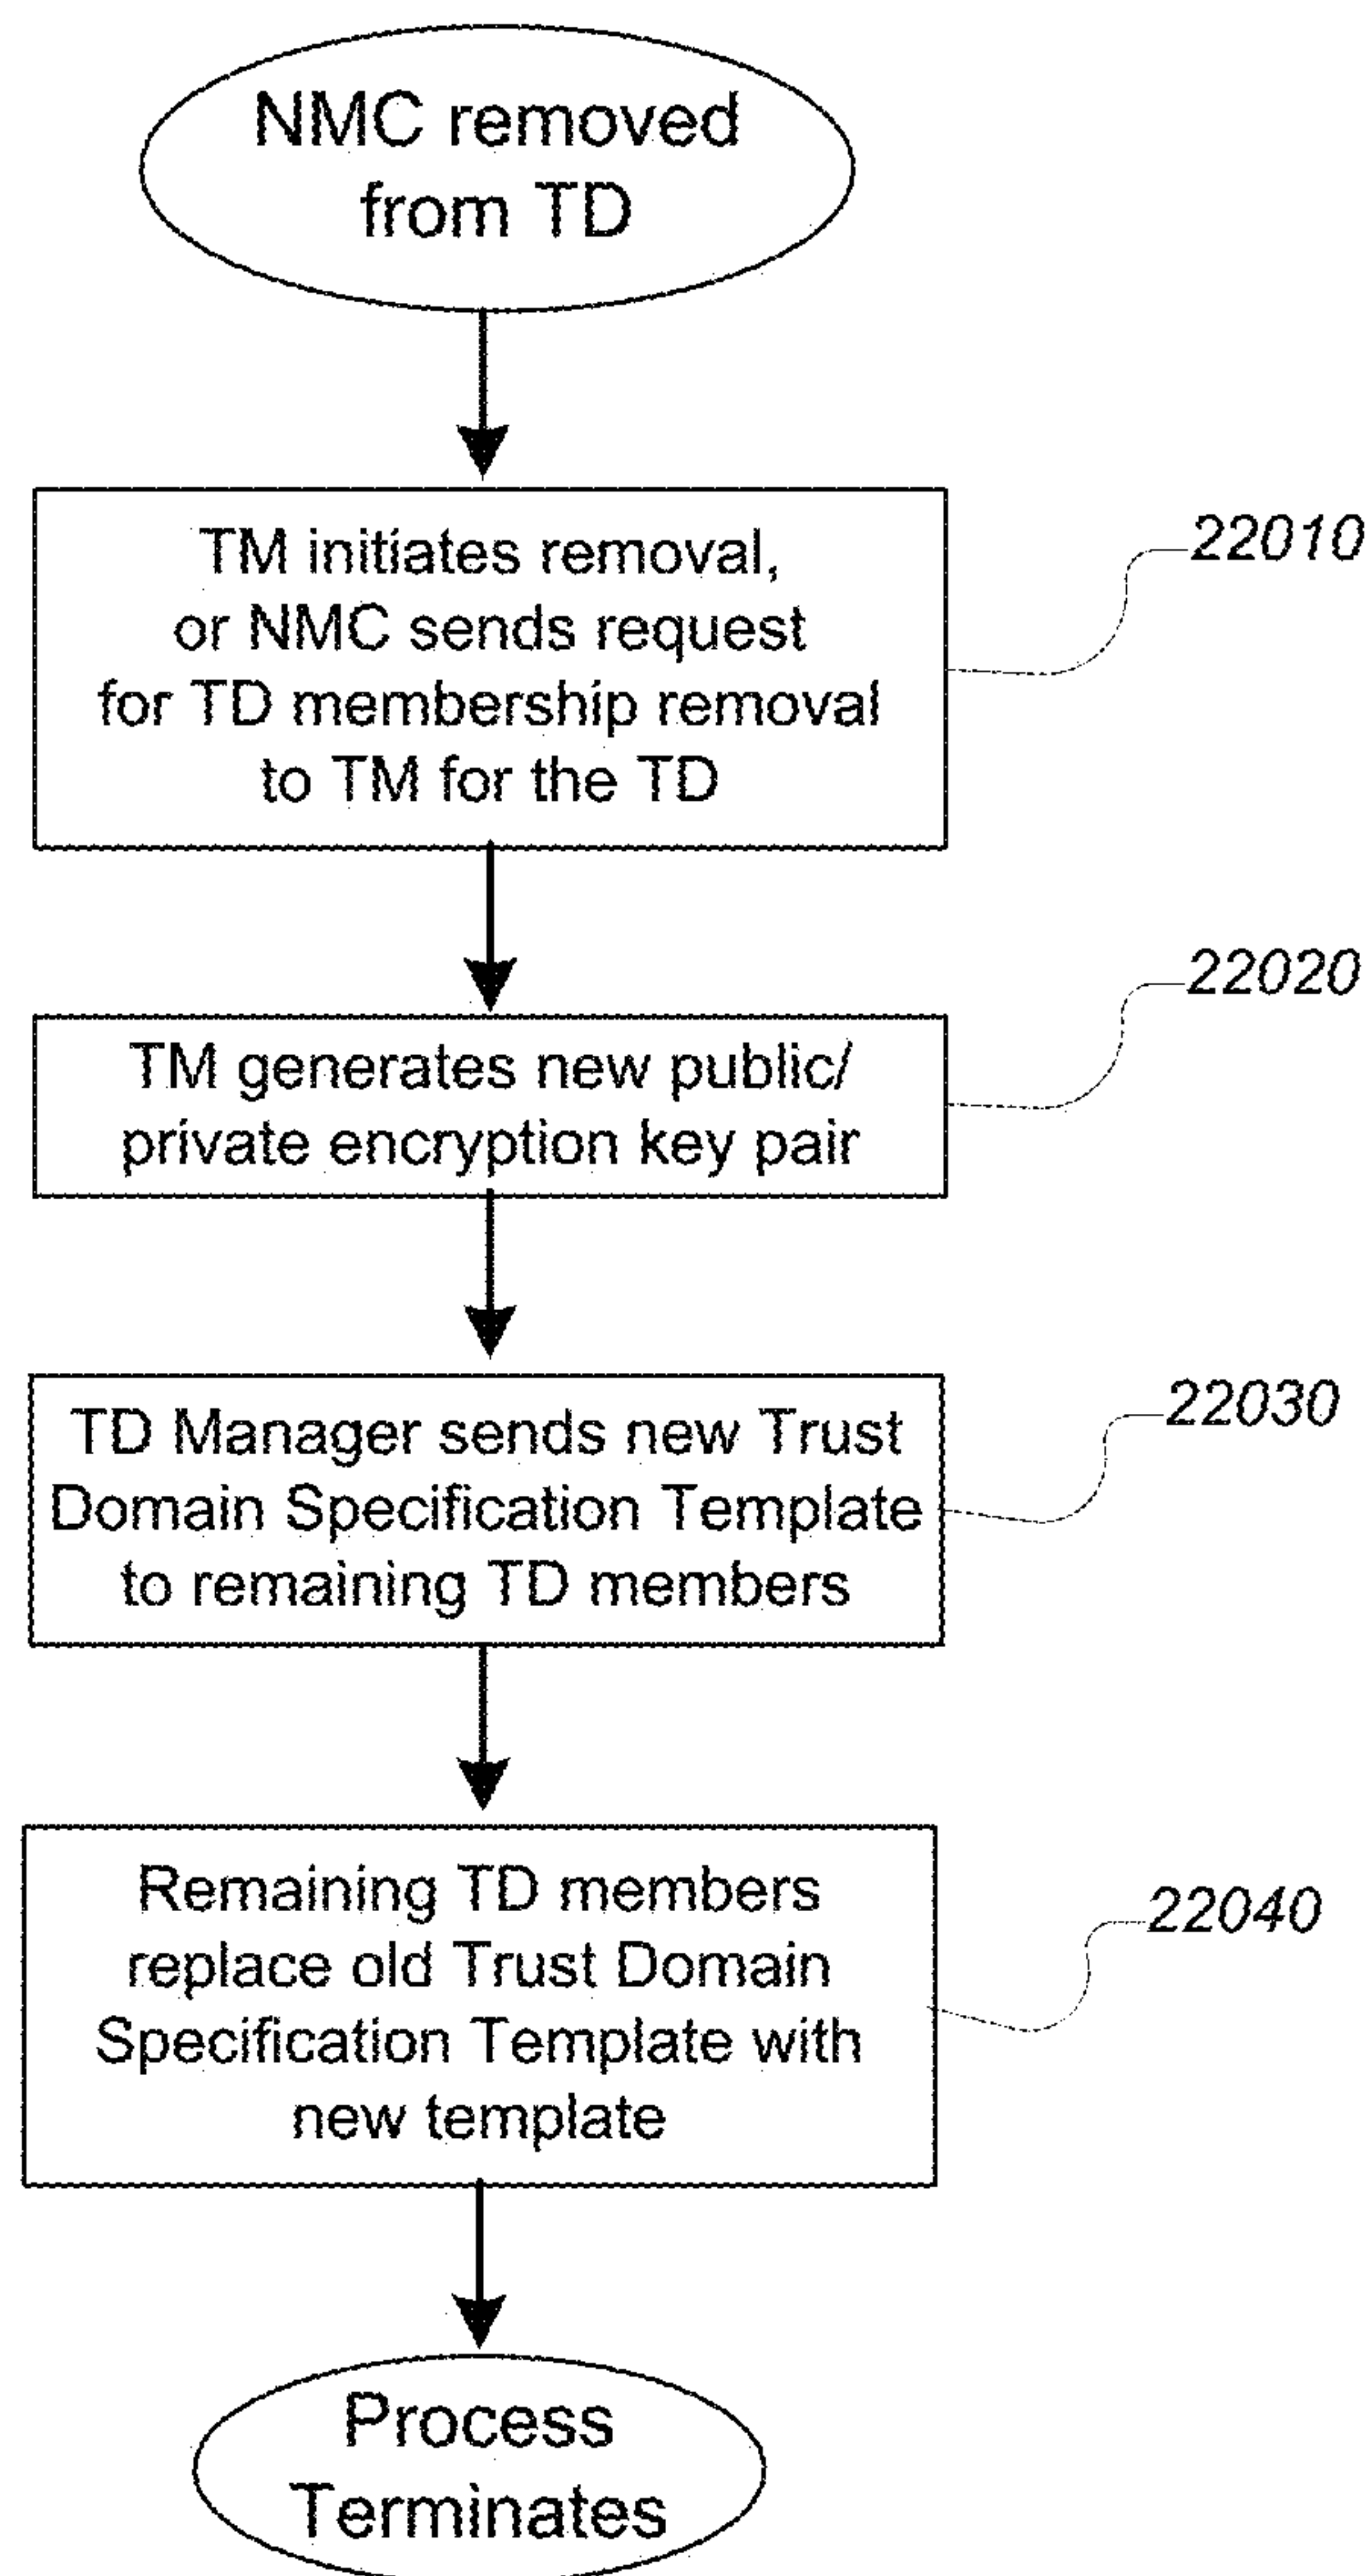 NMC removed
from TD
TM initiates removal,
or NMC sends request
for TD membership removal
to TM for the TD
22010
TM generates new public/
private encryption key pair
22020
TD Manager sends new Trust
Domain Specification Template
to remaining TD members
22030
Remaining TD members
replace old Trust Domain
Specification Template with
new template
22040
Process
Terminates